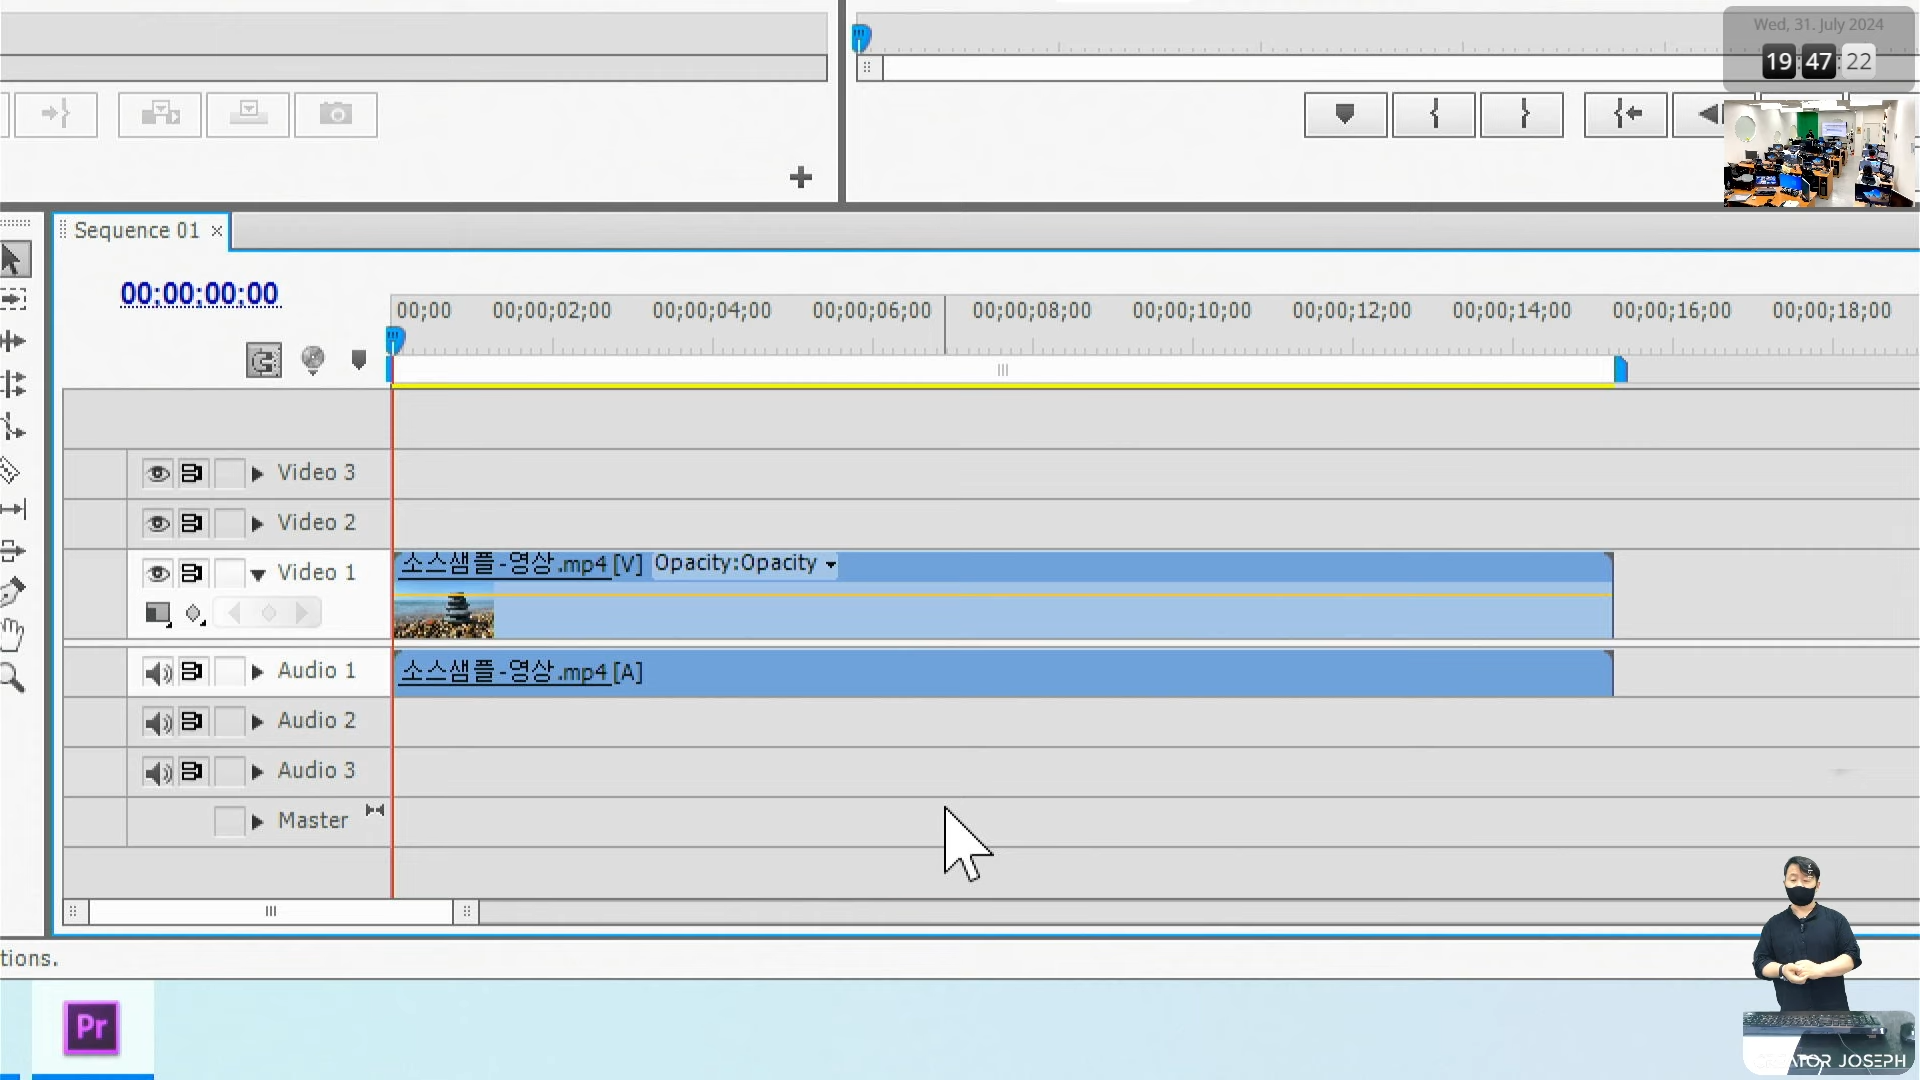 Wed, 31. July 2024
19:47:22
Sequence 01
00;00;00;00
00;00 00;00;02;00 00;00;04;00 00;00;06;00 00;00;08;00 00;00;10;00 00;00;12;00 00;00;14;00 00;00;16;00 00;00;18;00
Video 3
Video 2
Video 1
소스샘플-영상.mp4 [V] Opacity:Opacity
Audio 1
소스샘플-영상.mp4 [A]
Audio 2
Audio 3
Master
tions.
Pr
JOSEPH